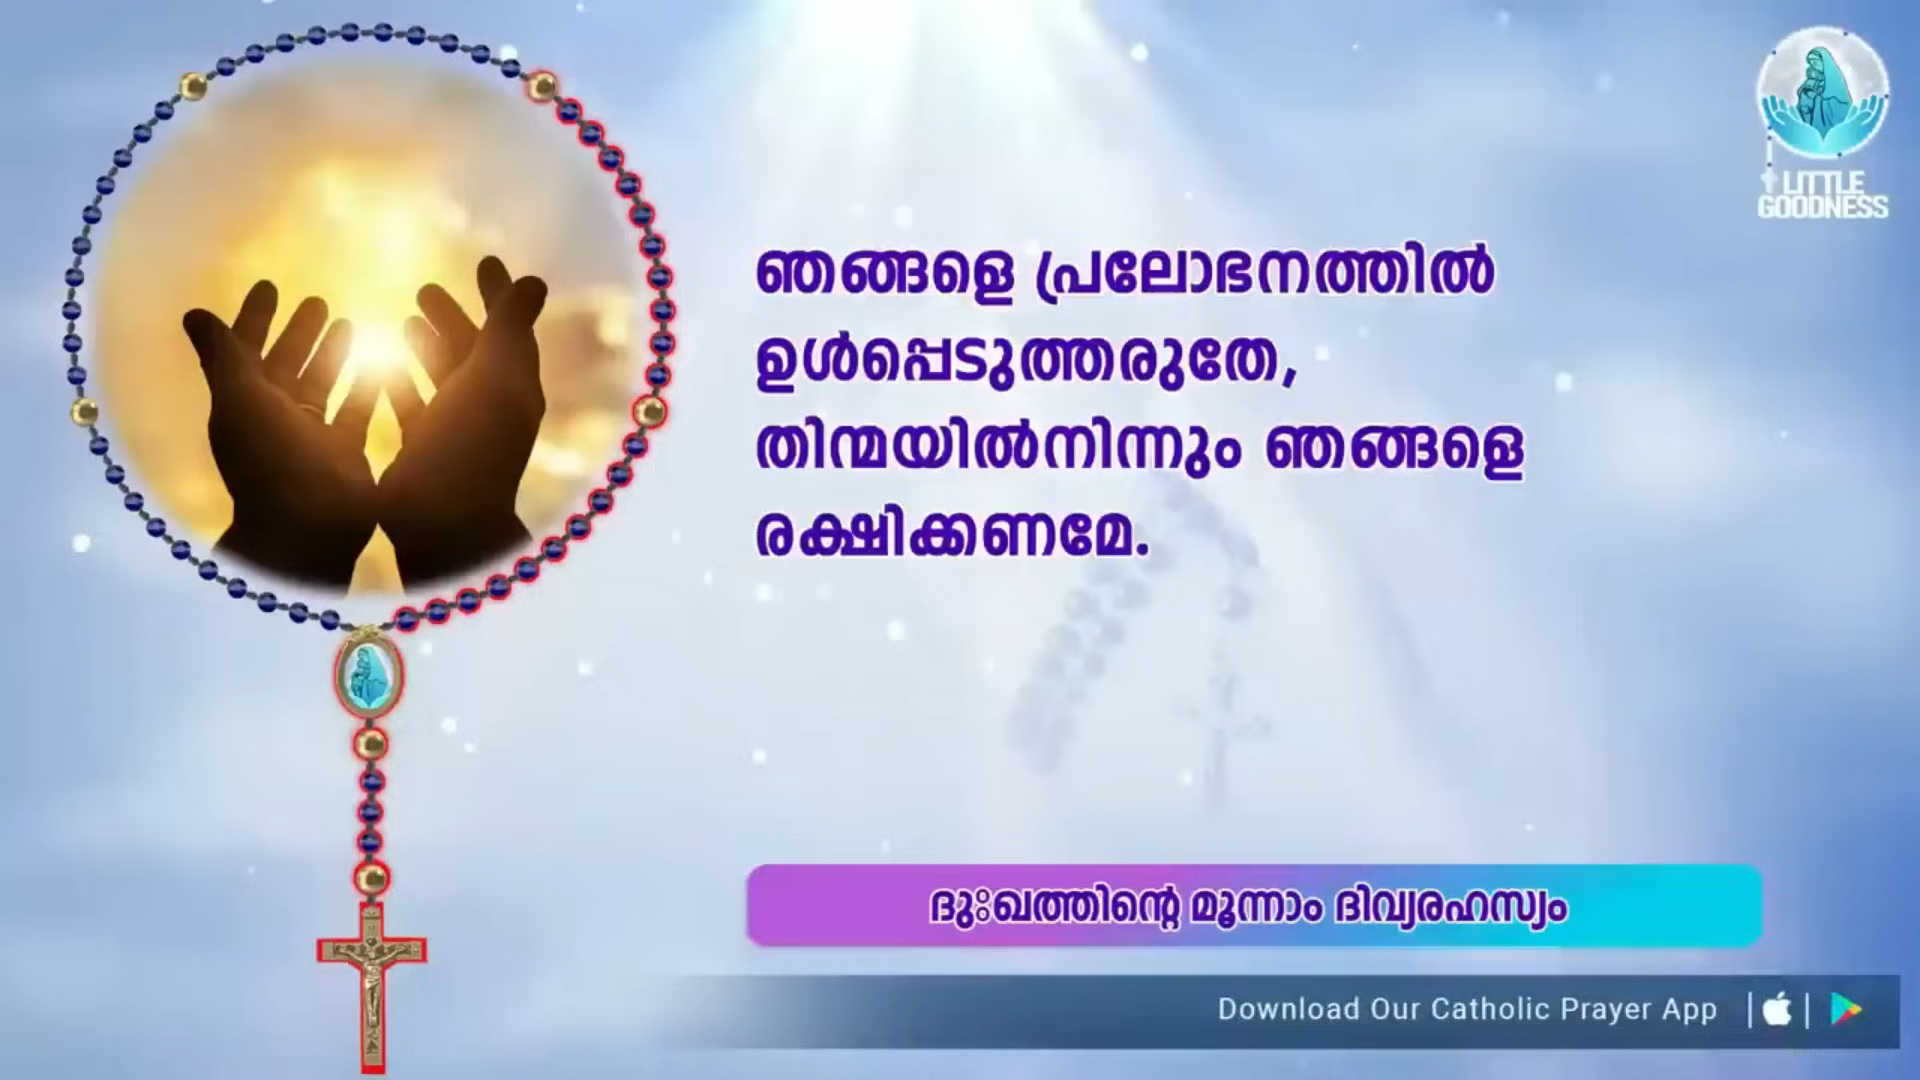 LITTLE
GOODNESS
ഞങ്ങളെ പ്രലോഭനത്തിൽ
ഉൾപ്പെടുത്തരുതേ,
തിന്മയിൽനിന്നും ഞങ്ങളെ
രക്ഷിക്കണമേ.
ദുഃഖത്തിന്റെ മൂന്നാം ദിവ്യരഹസ്യം
Download Our Catholic Prayer App